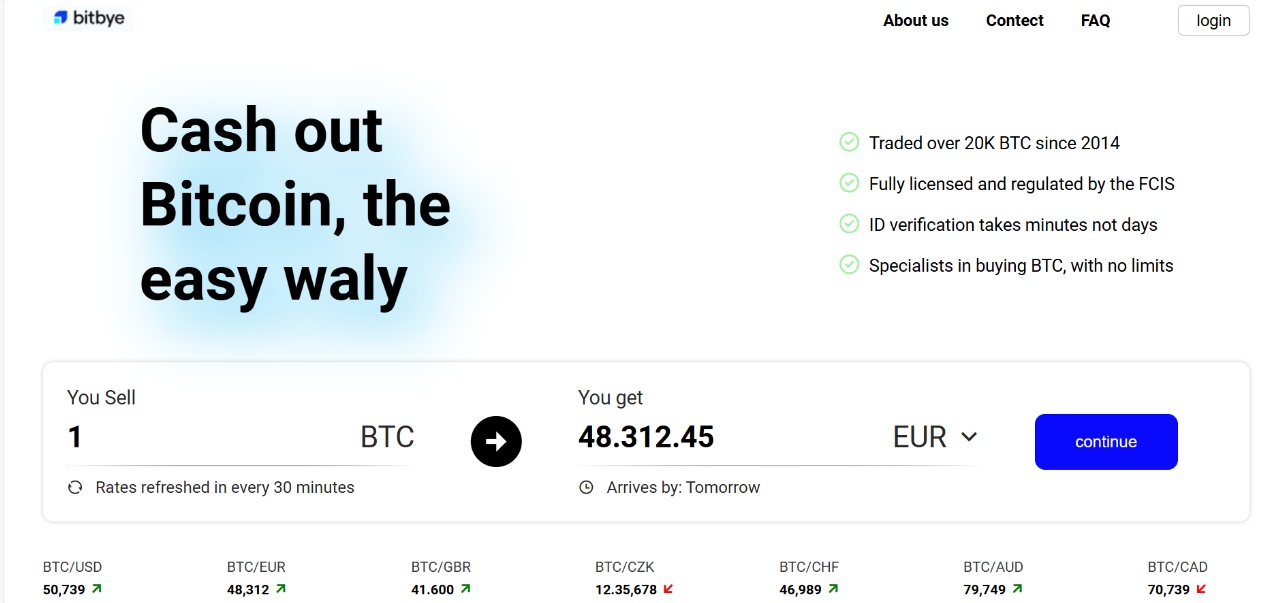 bitbye
About us Contect FAQ login
Cash out
Bitcoin, the
easy waly
Traded over 20K BTC since 2014
Fully licensed and regulated by the FCIS
ID verification takes minutes not days
Specialists in buying BTC, with no limits
You Sell
1 BTC
Rates refreshed in every 30 minutes
You get
48.312.45 EUR
Arrives by: Tomorrow
continue
BTC/USD BTC/EUR BTC/GBR BTC/CZK BTC/CHF BTC/AUD BTC/CAD
50,739 48,312 41.600 12.35,678 46,989 79,749 70,739